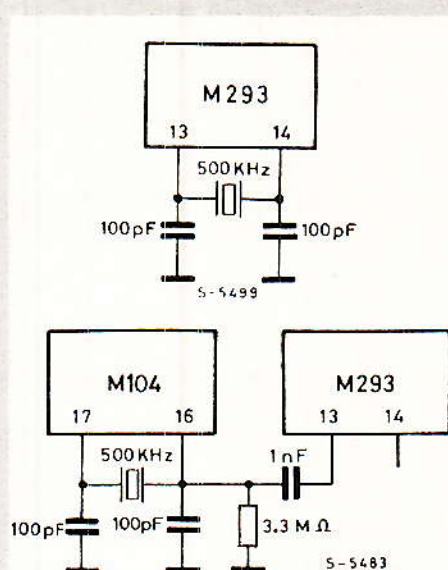 M293
13 14
500KHz
100pF 100pF
S-5499
M104 M293
17 16 13 14
500KHz 1nF
100pF 100pF 3.3 MΩ
S-5483